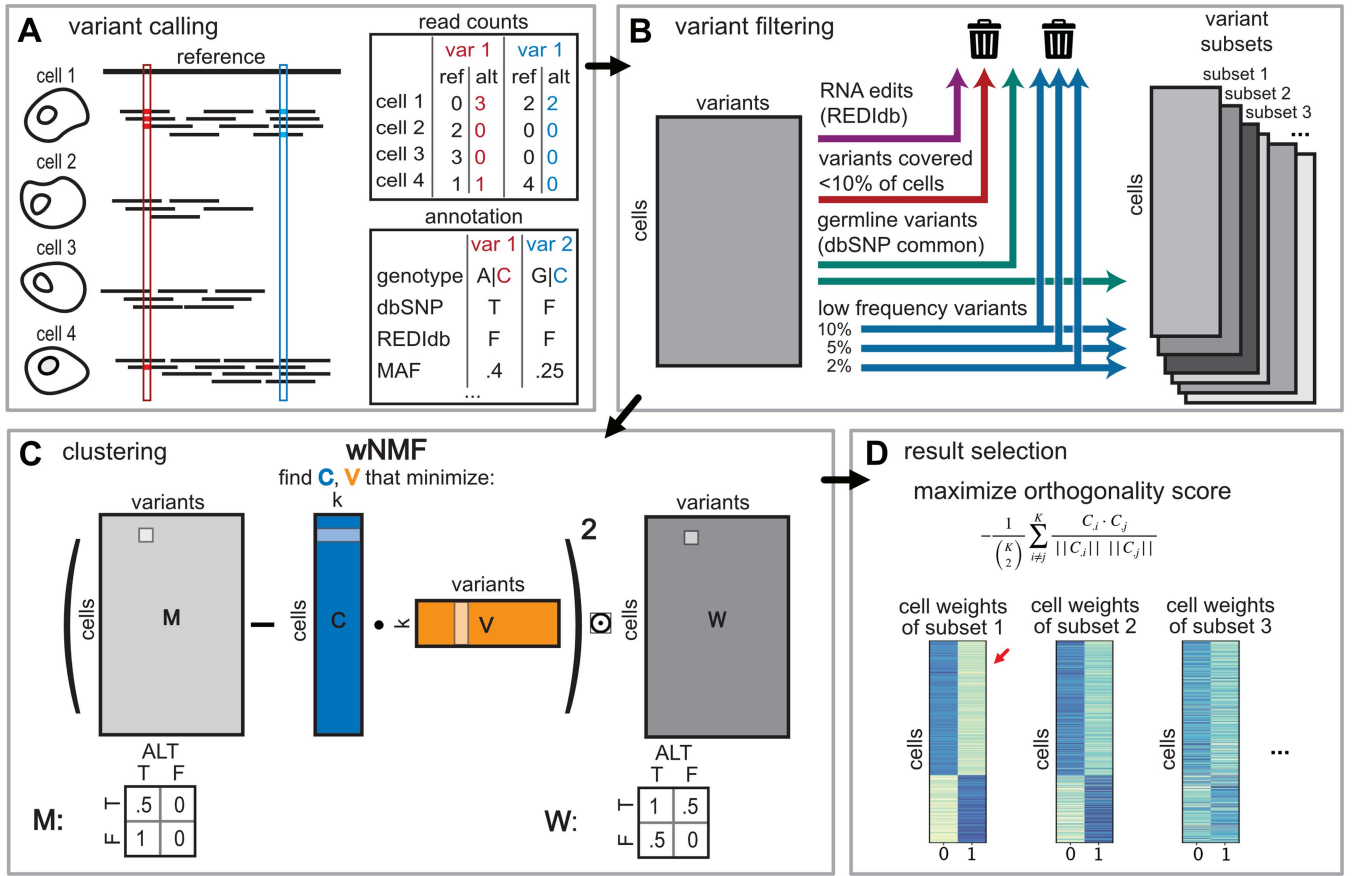 A variant calling
reference
cell 1
cell 2
cell 3
cell 4
read counts
var 1 var 1
ref alt ref alt
cell 1 0 3 2 2
cell 2 2 0 0 0
cell 3 3 0 0 0
cell 4 1 1 4 0
annotation
var 1 var 2
genotype A|C G|C
dbSNP T F
REDIdb F F
MAF .4 .25
...
B variant filtering
variants
cells
RNA edits
(REDIdb)
variants covered
<10% of cells
germline variants
(dbSNP common)
low frequency variants
10%
5%
2%
variant
subsets
subset 1
subset 2
subset 3
...
cells
C clustering
wNMF
find C, V that minimize:
variants
cells
M
−
k
cells
C
•
variants
k
V
2
⊙
variants
cells
W
ALT
T F
M:
T .5 0
F 1 0
ALT
T F
W:
T 1 .5
F .5 0
D result selection
maximize orthogonality score
−1/(K 2) ∑ K i≠j C.i · C.j / ||C.i|| ||C.j||
cell weights
of subset 1
cells
0 1
cell weights
of subset 2
cells
0 1
cell weights
of subset 3
cells
0 1
...